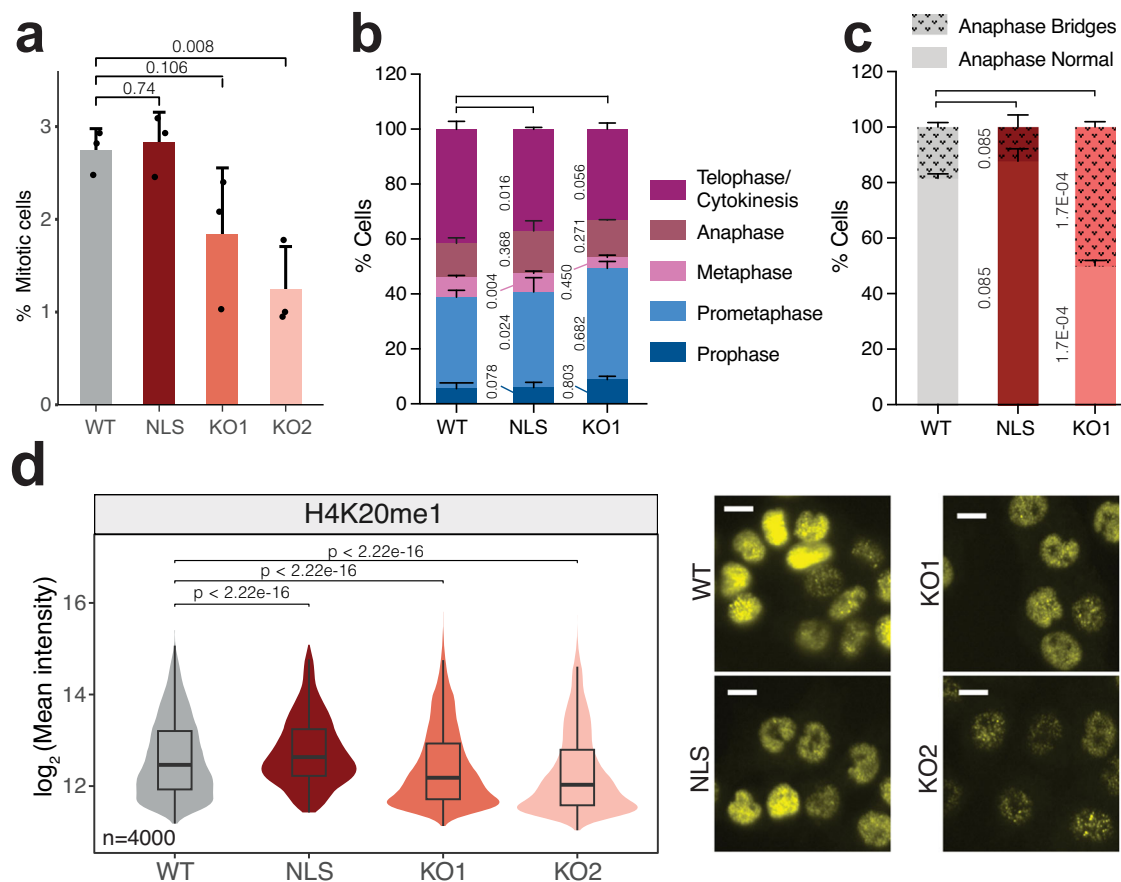 a
0.008
0.106
0.74
% Mitotic cells
3
2
1
0
WT
NLS
KO1
KO2
b
% Cells
120
100
80
60
40
20
0
0.016
0.368
0.004
0.024
0.078
0.056
0.271
0.450
0.682
0.803
WT
NLS
KO1
Telophase/
Cytokinesis
Anaphase
Metaphase
Prometaphase
Prophase
c
Anaphase Bridges
Anaphase Normal
% Cells
120
100
80
60
40
20
0
0.085
0.085
1.7E-04
1.7E-04
WT
NLS
KO1
d
H4K20me1
p < 2.22e-16
p < 2.22e-16
p < 2.22e-16
log2 (Mean intensity)
16
14
12
n=4000
WT
NLS
KO1
KO2
WT
KO1
NLS
KO2